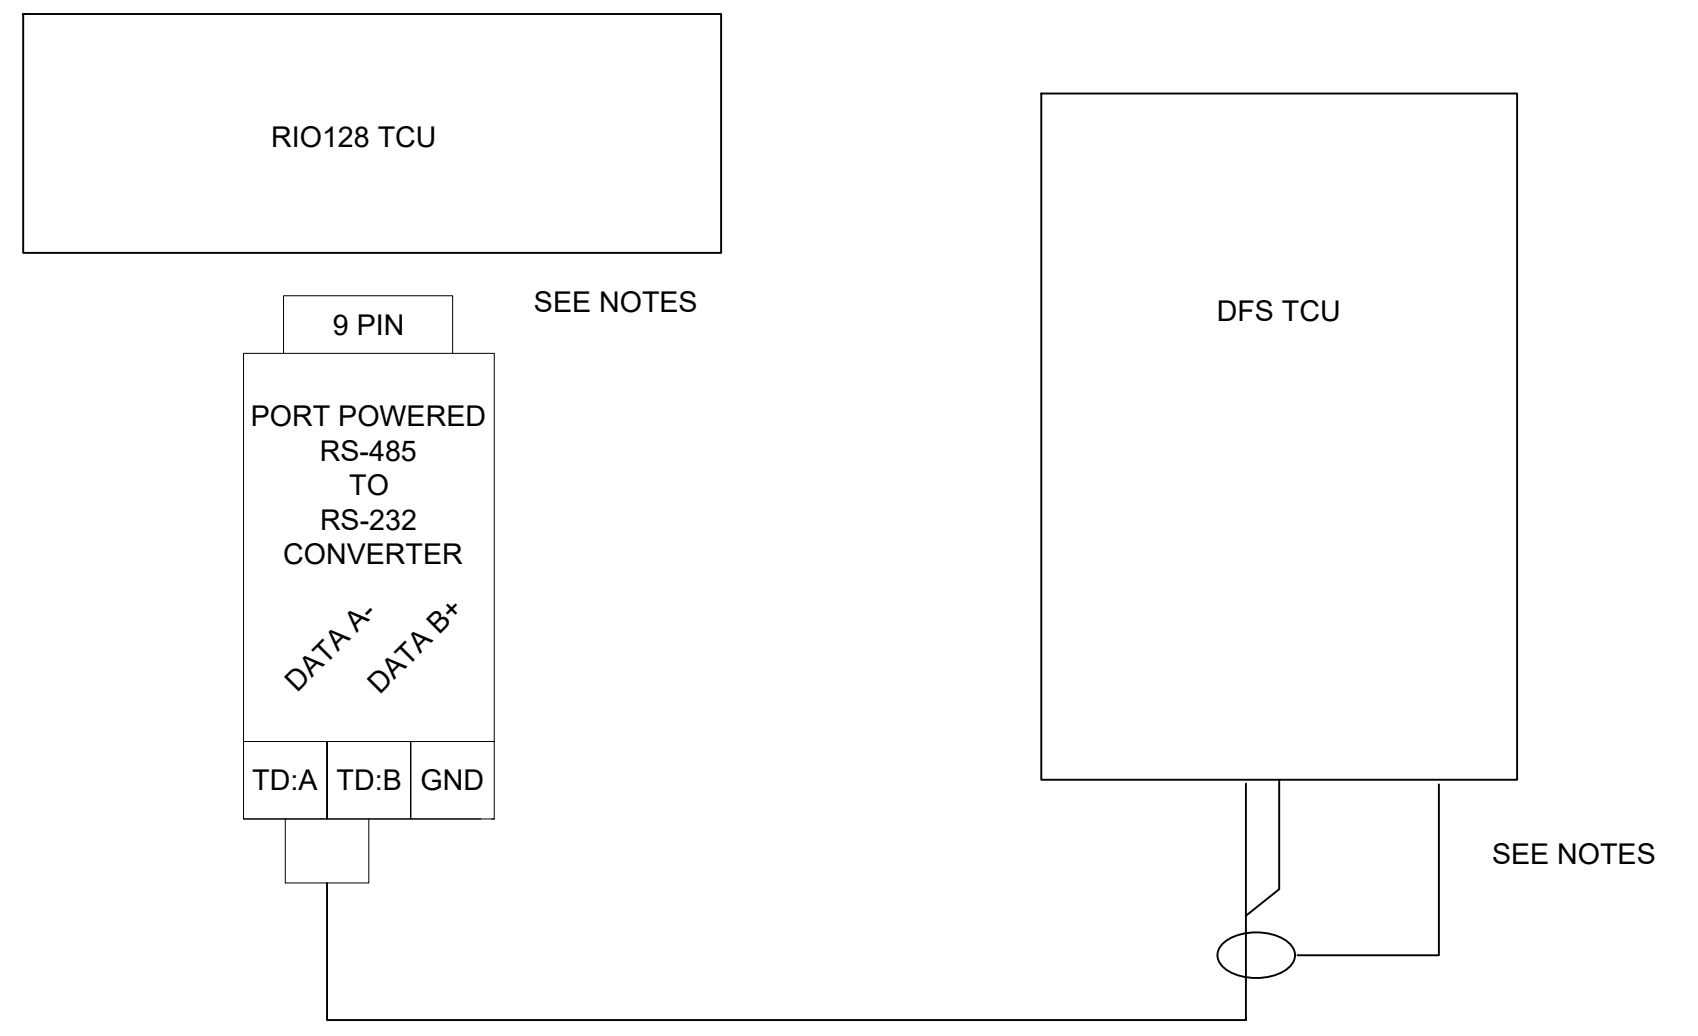 RIO128 TCU
SEE NOTES
9 PIN
PORT POWERED
RS-485
TO
RS-232
CONVERTER
DATA A-
DATA B+
TD:A
TD:B
GND
DFS TCU
SEE NOTES